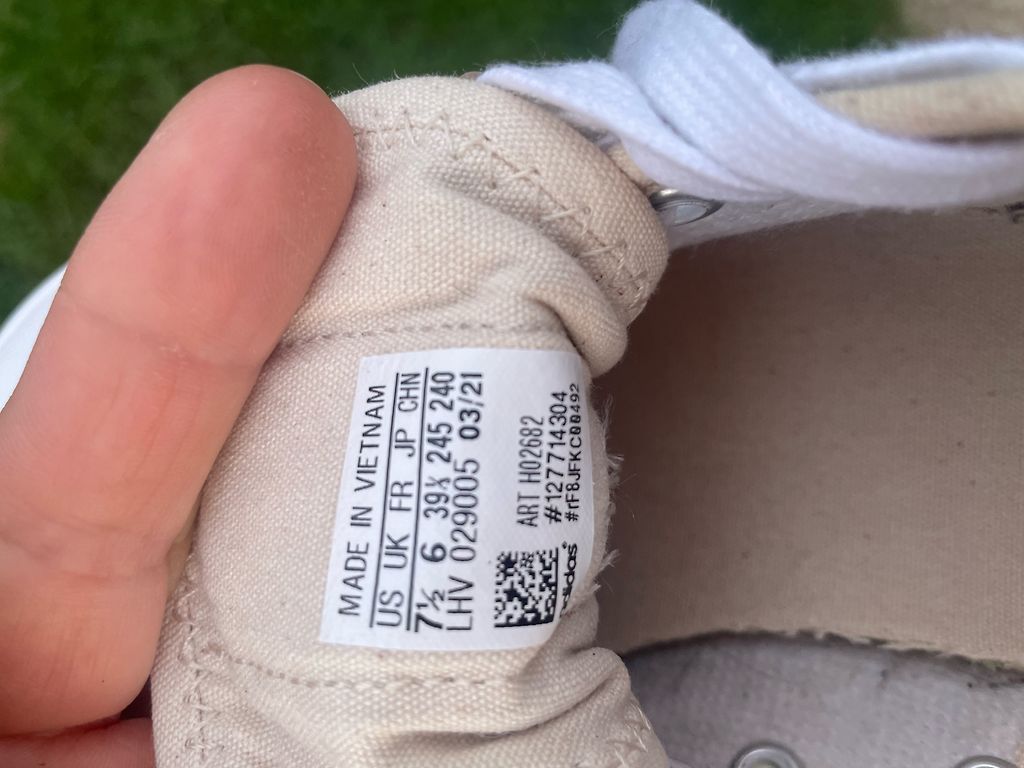 MADE IN VIETNAM
US UK FR JP CHN
7½ 6 39⅓ 245 240
LHV 029005 03/21
ART H02682
#127714304
#rF8JFKC00492
adidas